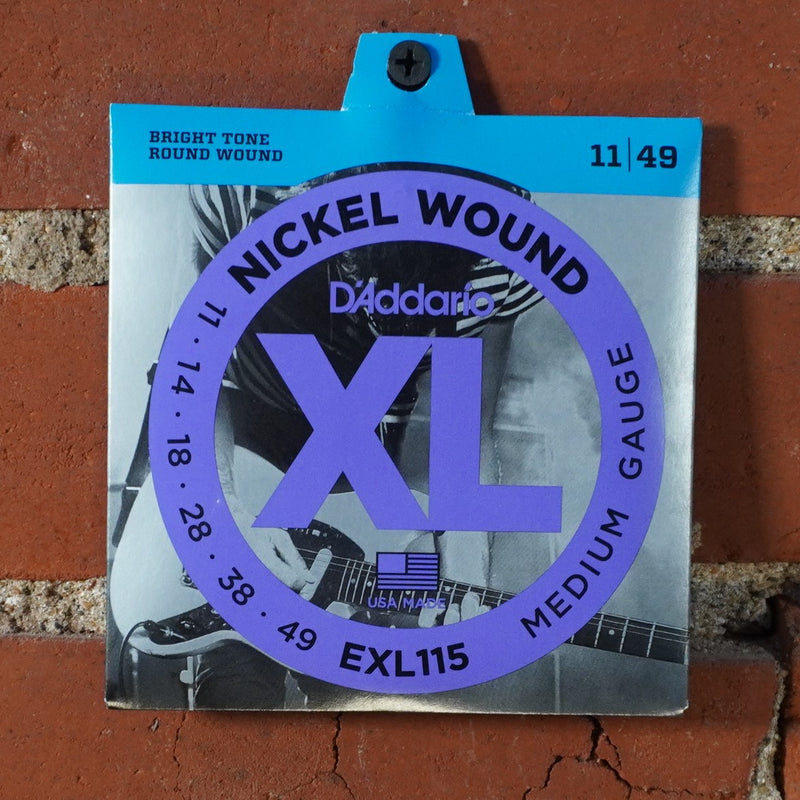 BRIGHT TONE
ROUND WOUND
11|49
NICKEL WOUND
D'Addario
XL
11 · 14 · 18 · 28 · 38 · 49
MEDIUM GAUGE
USA MADE
EXL115